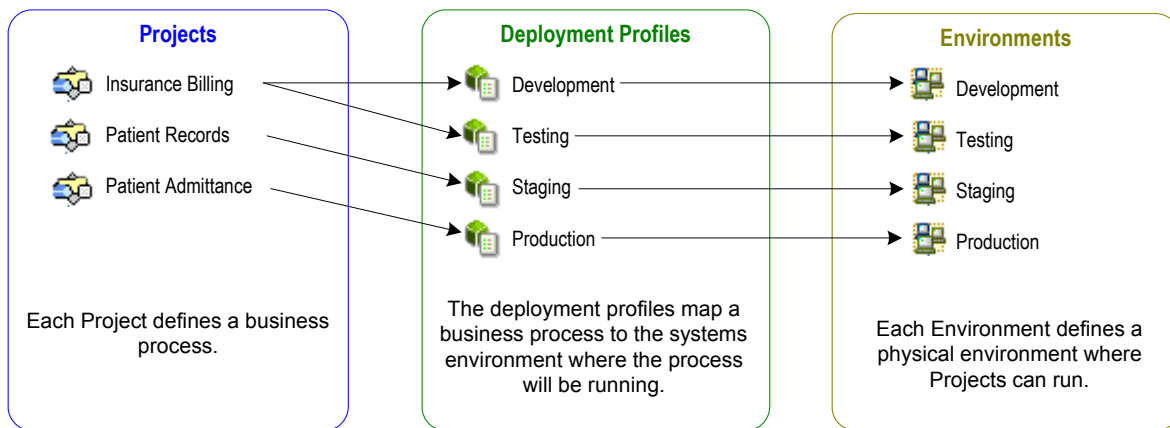 Projects
Insurance Billing
Patient Records
Patient Admittance
Each Project defines a business
process.
Deployment Profiles
Development
Testing
Staging
Production
The deployment profiles map a
business process to the systems
environment where the process
will be running.
Environments
Development
Testing
Staging
Production
Each Environment defines a
physical environment where
Projects can run.